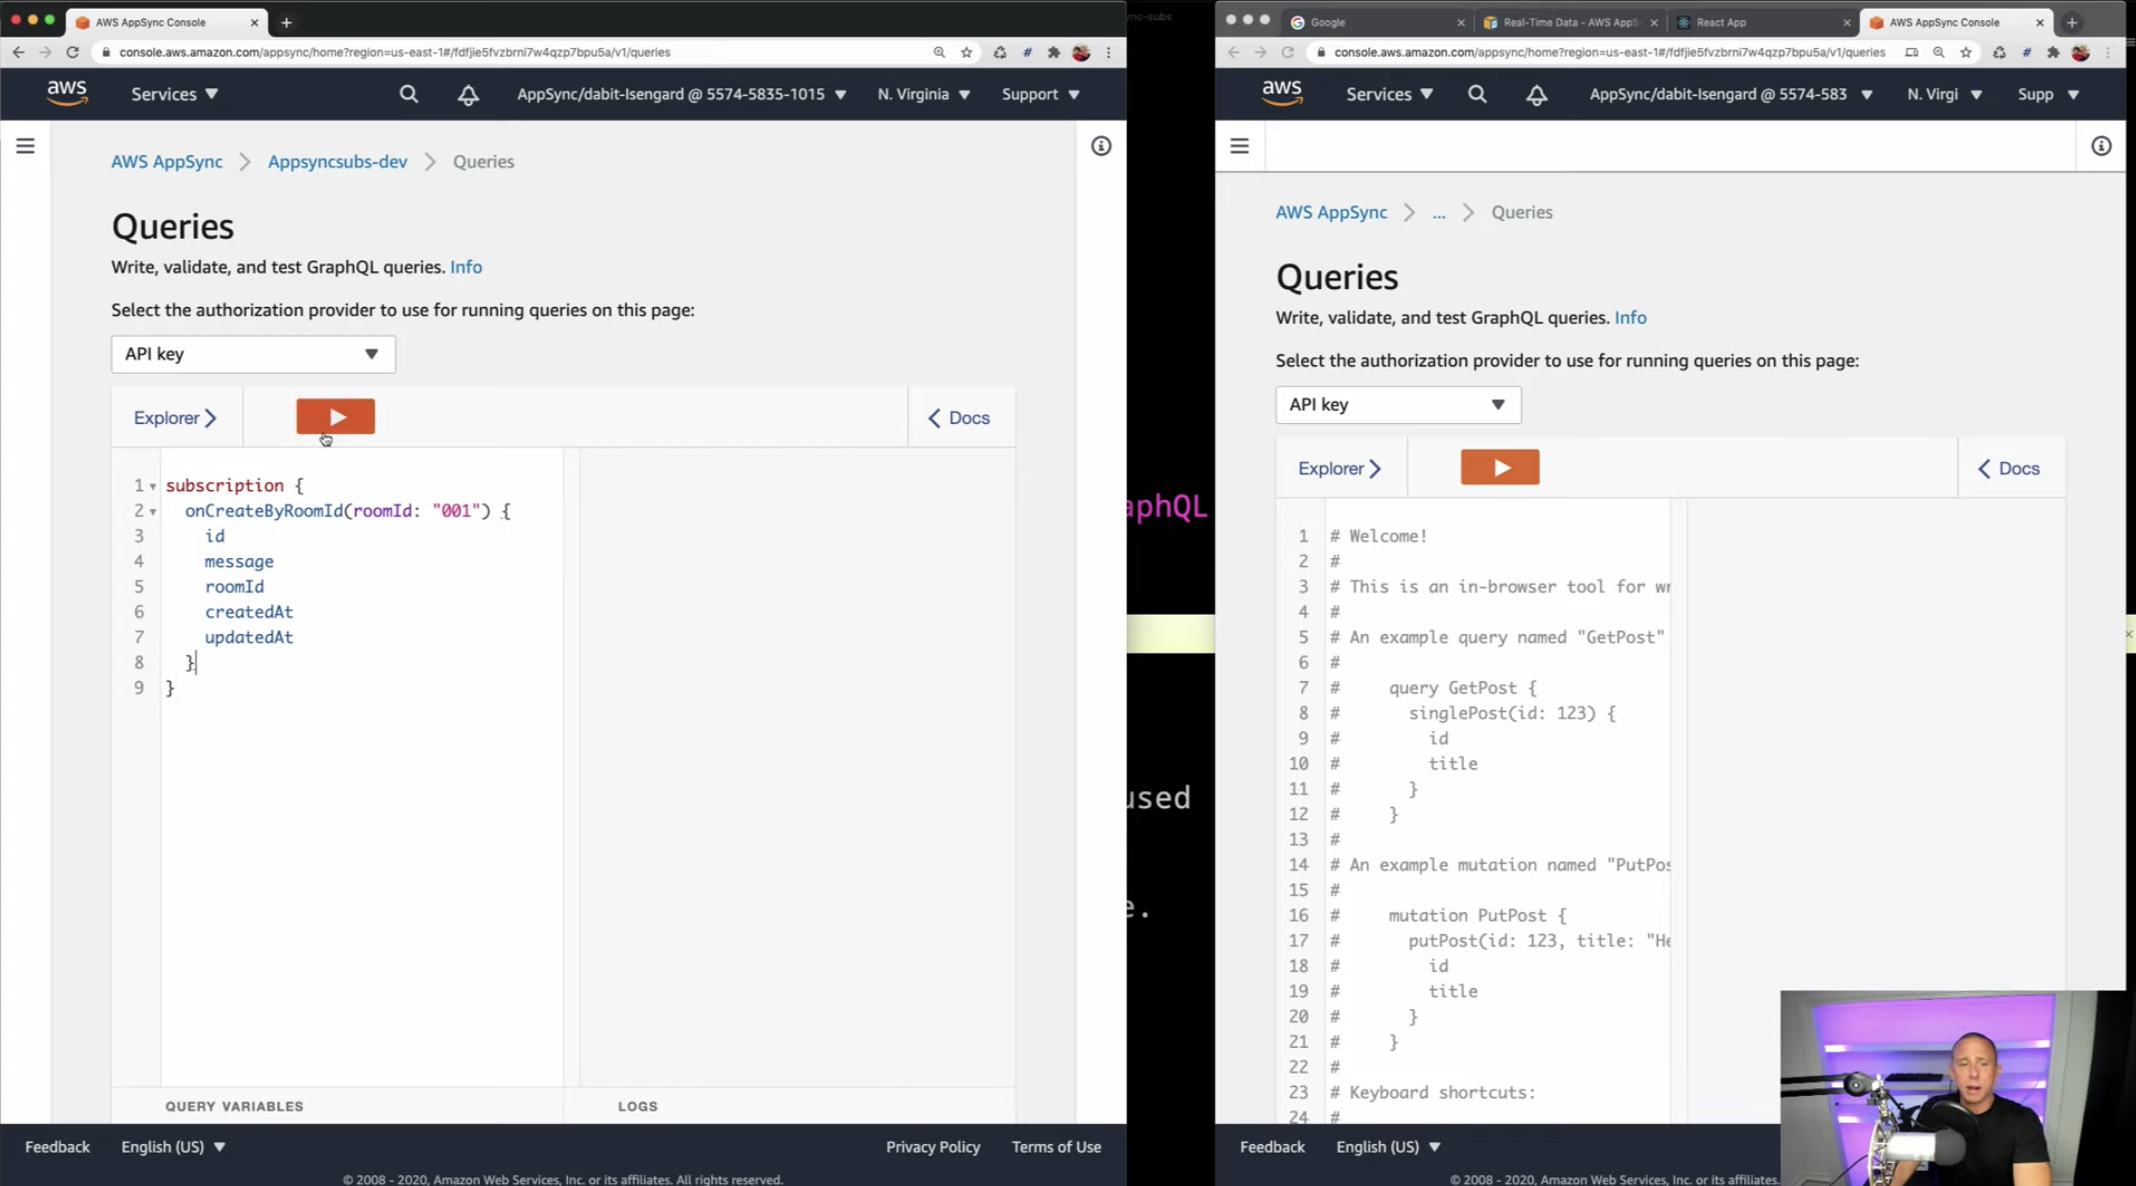 AWS AppSync Console
console.aws.amazon.com/appsync/home?region=us-east-1#/fdfjie5fvzbrni7w4qzp7bpu5a/v1/queries
aws
Services
AppSync/dabit-Isengard @ 5574-5835-1015
N. Virginia
Support
AWS AppSync
Appsyncsubs-dev
Queries
Queries
Write, validate, and test GraphQL queries. Info
Select the authorization provider to use for running queries on this page:
API key
Explorer
Docs
1 subscription {
2 onCreateByRoomId(roomId: "001") {
3 id
4 message
5 roomId
6 createdAt
7 updatedAt
8 }
9 }
QUERY VARIABLES
LOGS
Feedback
English (US)
Privacy Policy
Terms of Use
© 2008 - 2020, Amazon Web Services, Inc. or its affiliates. All rights reserved.
nc-subs
aphQL
used
e.
Google
Real-Time Data - AWS AppS
React App
AWS AppSync Console
console.aws.amazon.com/appsync/home?region=us-east-1#/fdfjie5fvzbrni7w4qzp7bpu5a/v1/queries
aws
Services
AppSync/dabit-Isengard @ 5574-583
N. Virgi
Supp
AWS AppSync
...
Queries
Queries
Write, validate, and test GraphQL queries. Info
Select the authorization provider to use for running queries on this page:
API key
Explorer
Docs
1 # Welcome!
2 #
3 # This is an in-browser tool for wr
4 #
5 # An example query named "GetPost"
6 #
7 # query GetPost {
8 # singlePost(id: 123) {
9 # id
10 # title
11 # }
12 # }
13 #
14 # An example mutation named "PutPos
15 #
16 # mutation PutPost {
17 # putPost(id: 123, title: "He
18 # id
19 # title
20 # }
21 # }
22 #
23 # Keyboard shortcuts:
24 #
Feedback
English (US)
© 2008 - 2020, Amazon Web Services, Inc. or its affiliates.